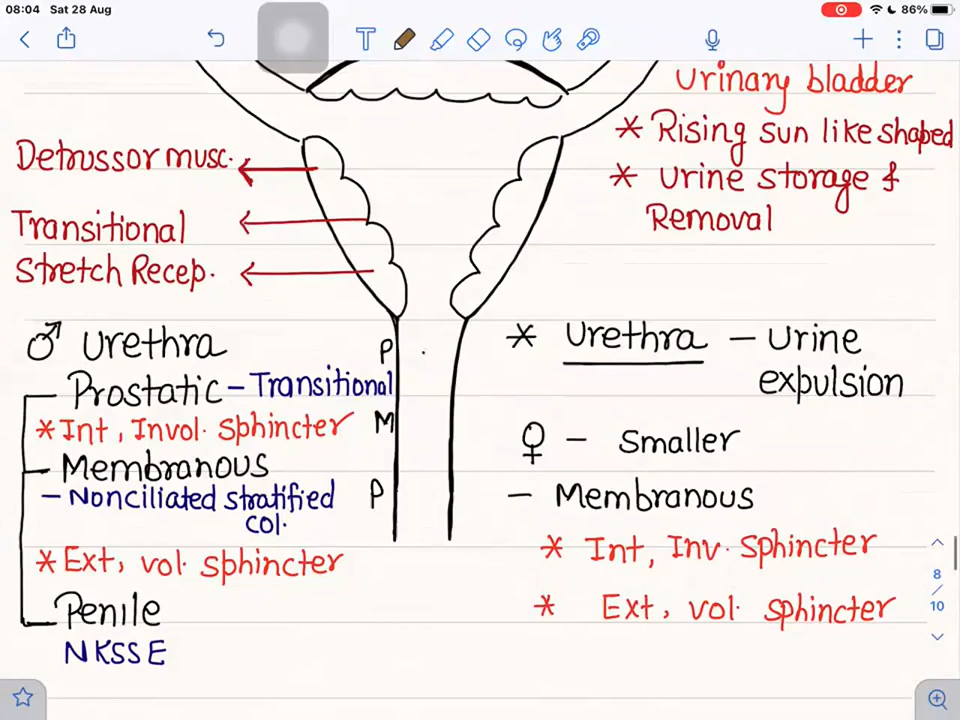 08:04 Sat 28 Aug
86%
T
Urinary bladder
* Rising sun like shaped
* Urine storage &
Removal
Detrussor musc.
Transitional
Stretch Recep.
♂ Urethra
Prostatic - Transitional
* Int, Invol. sphincter
Membranous
- Nonciliated stratified
col.
* Ext, vol. sphincter
Penile
NKSSE
P
M
P
* Urethra - Urine
expulsion
♀ - Smaller
- Membranous
* Int, Inv. sphincter
* Ext, vol. sphincter
8
/
10